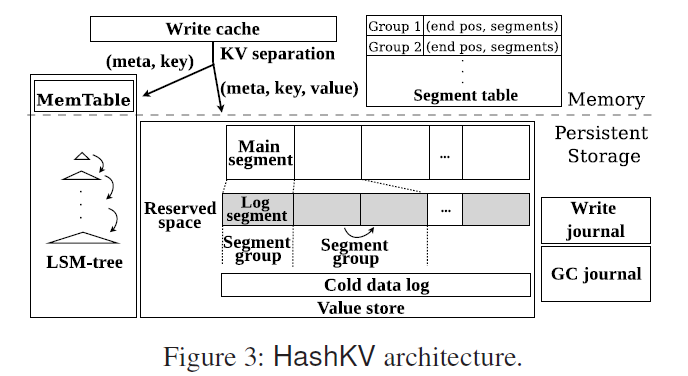 Write cache
(meta, key)
KV separation
(meta, key, value)
Group 1 (end pos, segments)
Group 2 (end pos, segments)
.
.
.
Segment table
Memory
MemTable
Persistent
Storage
.
.
.
LSM-tree
Reserved
space
Main
segment
...
Log
segment
...
Segment
group
Segment
group
Cold data log
Value store
Write
journal
GC journal
Figure 3: HashKV architecture.